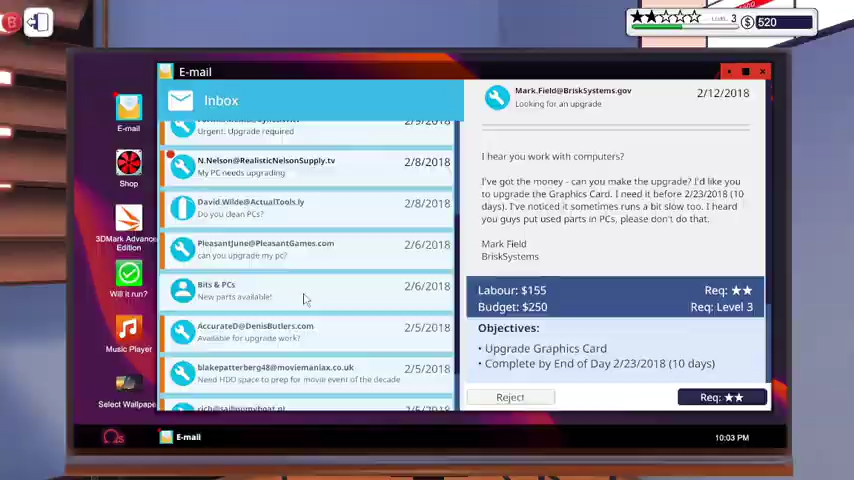 LEVEL 3
$ 520
E-mail
Inbox
2/9/2018
Urgent: Upgrade required
N.Nelson@RealisticNelsonSupply.tv
2/8/2018
My PC needs upgrading
David.Wilde@ActualTools.ly
2/8/2018
Do you clean PCs?
PleasantJune@PleasantGames.com
2/6/2018
can you upgrade my pc?
Bits & PCs
2/6/2018
New parts available!
AccurateD@DenisButlers.com
2/5/2018
Available for upgrade work?
blakepatterberg48@moviemaniax.co.uk
2/5/2018
Need HDD space to prep for movie event of the decade
Mark.Field@BriskSystems.gov
2/12/2018
Looking for an upgrade
I hear you work with computers?
I've got the money - can you make the upgrade? I'd like you
to upgrade the Graphics Card. I need it before 2/23/2018 (10
days). I've noticed it sometimes runs a bit slow too. I heard
you guys put used parts in PCs, please don't do that.
Mark Field
BriskSystems
Labour: $155
Req: ★★
Budget: $250
Req: Level 3
Objectives:
• Upgrade Graphics Card
• Complete by End of Day 2/23/2018 (10 days)
Reject
Req: ★★
E-mail
Shop
3DMark Advanced
Edition
Will it run?
Music Player
Select Wallpape
E-mail
10:03 PM